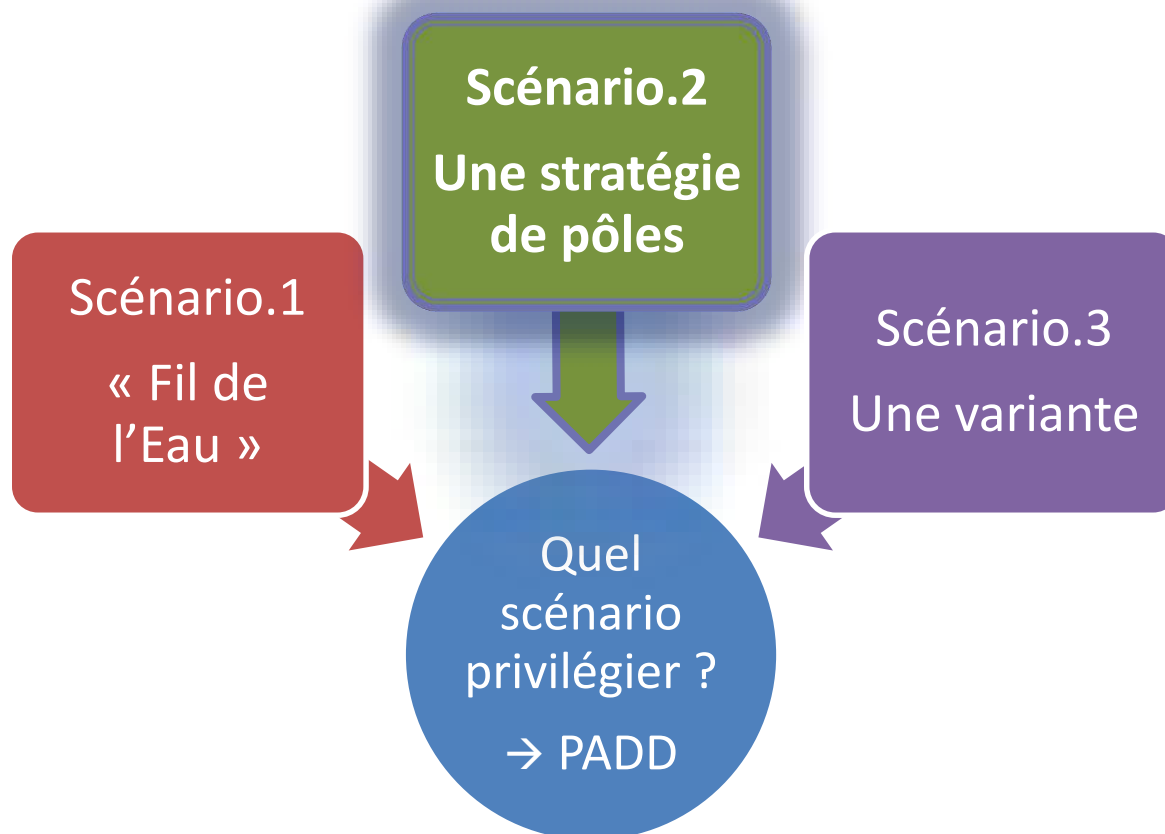 Scénario.2
Une stratégie
de pôles
Scénario.1
« Fil de
l’Eau »
Scénario.3
Une variante
Quel
scénario
privilégier ?
→ PADD